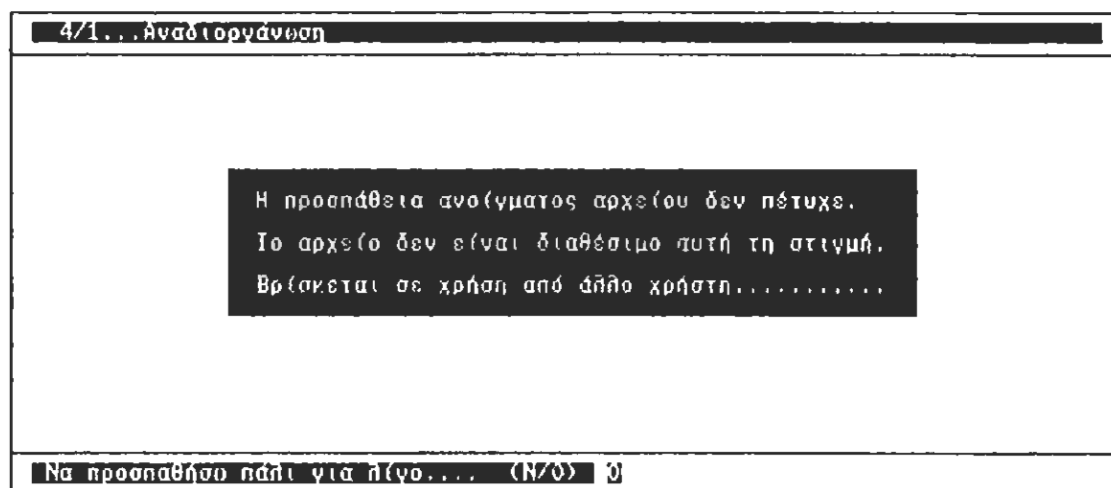 4/1...Αναδιοργάνωση
Η προσπάθεια ανοίγματος αρχείου δεν πέτυχε.
Το αρχείο δεν είναι διαθέσιμο αυτή τη στιγμή.
Βρίσκεται σε χρήση από άλλο χρήστη...........
Να προσπαθήσω πάλι για λίγο.... (Ν/Ο) Ο